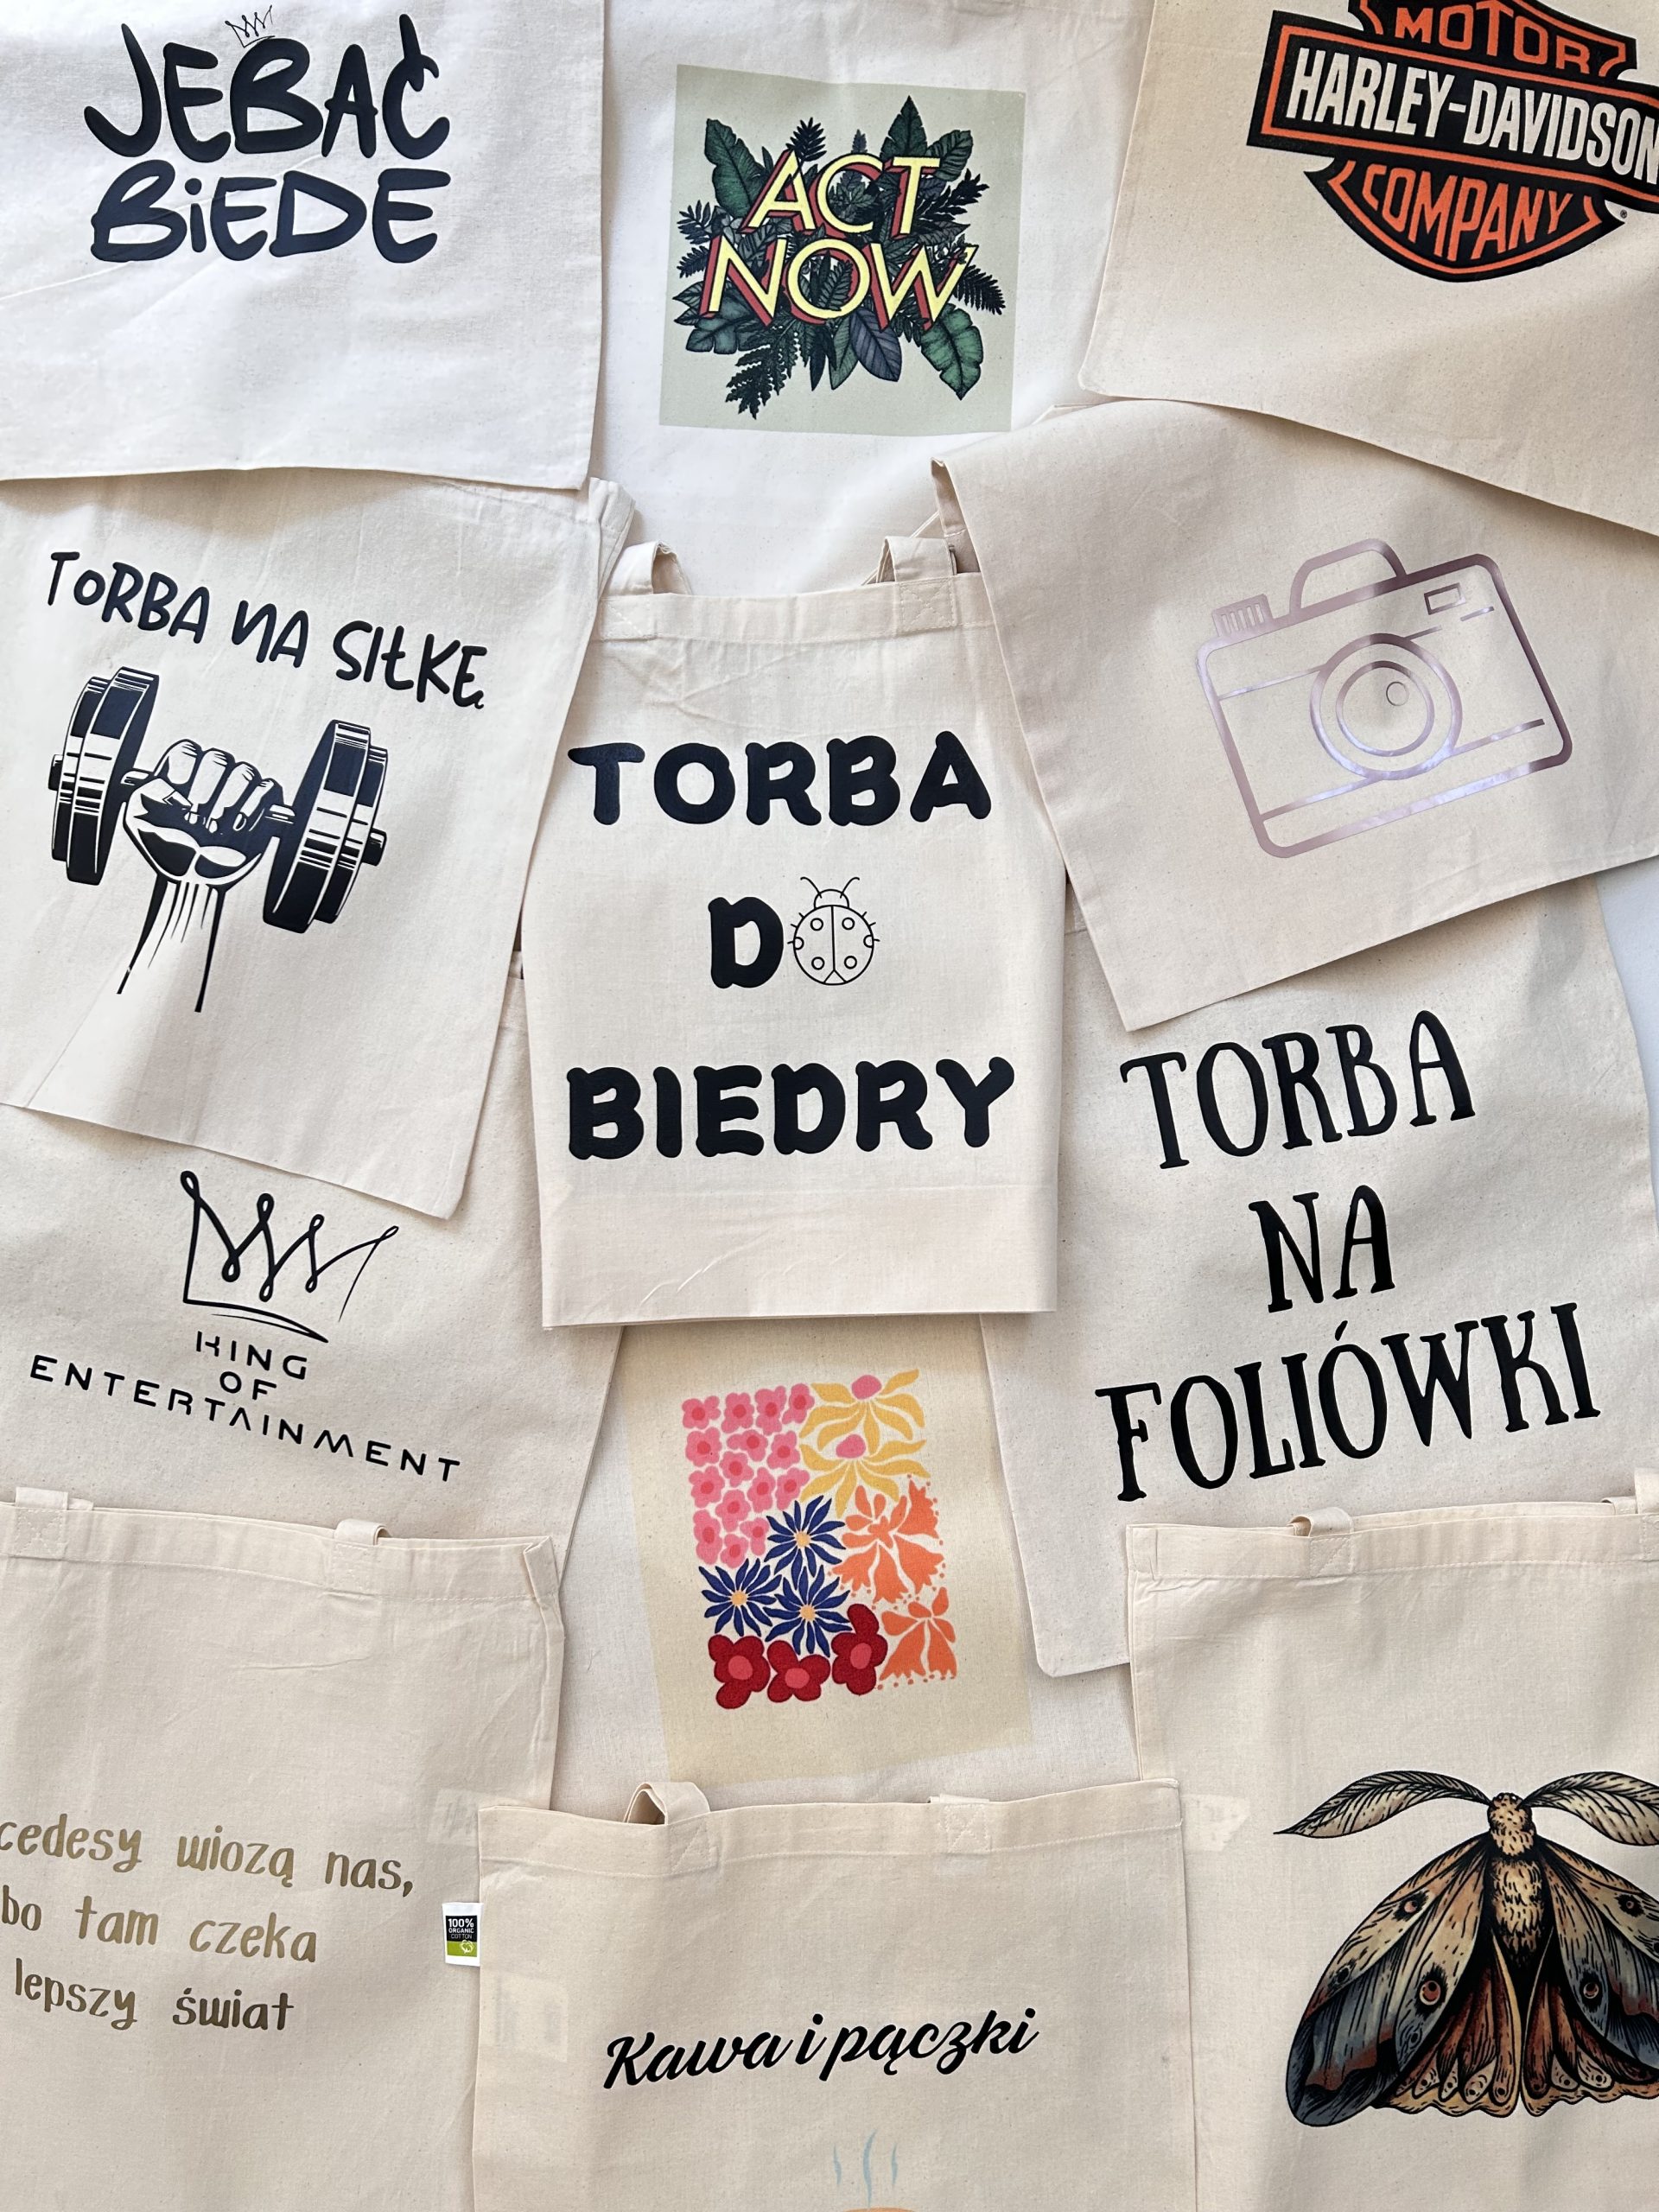 JEBAĆ
BiEDE
ACT
NOW
MOTOR
HARLEY-DAVIDSON
COMPANY
®
TORBA NA SIŁKĘ
TORBA
D
BIEDRY
TORBA
NA
FOLIÓWKI
KING
OF
ENTERTAINMENT
cedesy wiozą nas,
bo tam czeka
lepszy świat
100%
ORGANIC
COTTON
Kawa i pączki